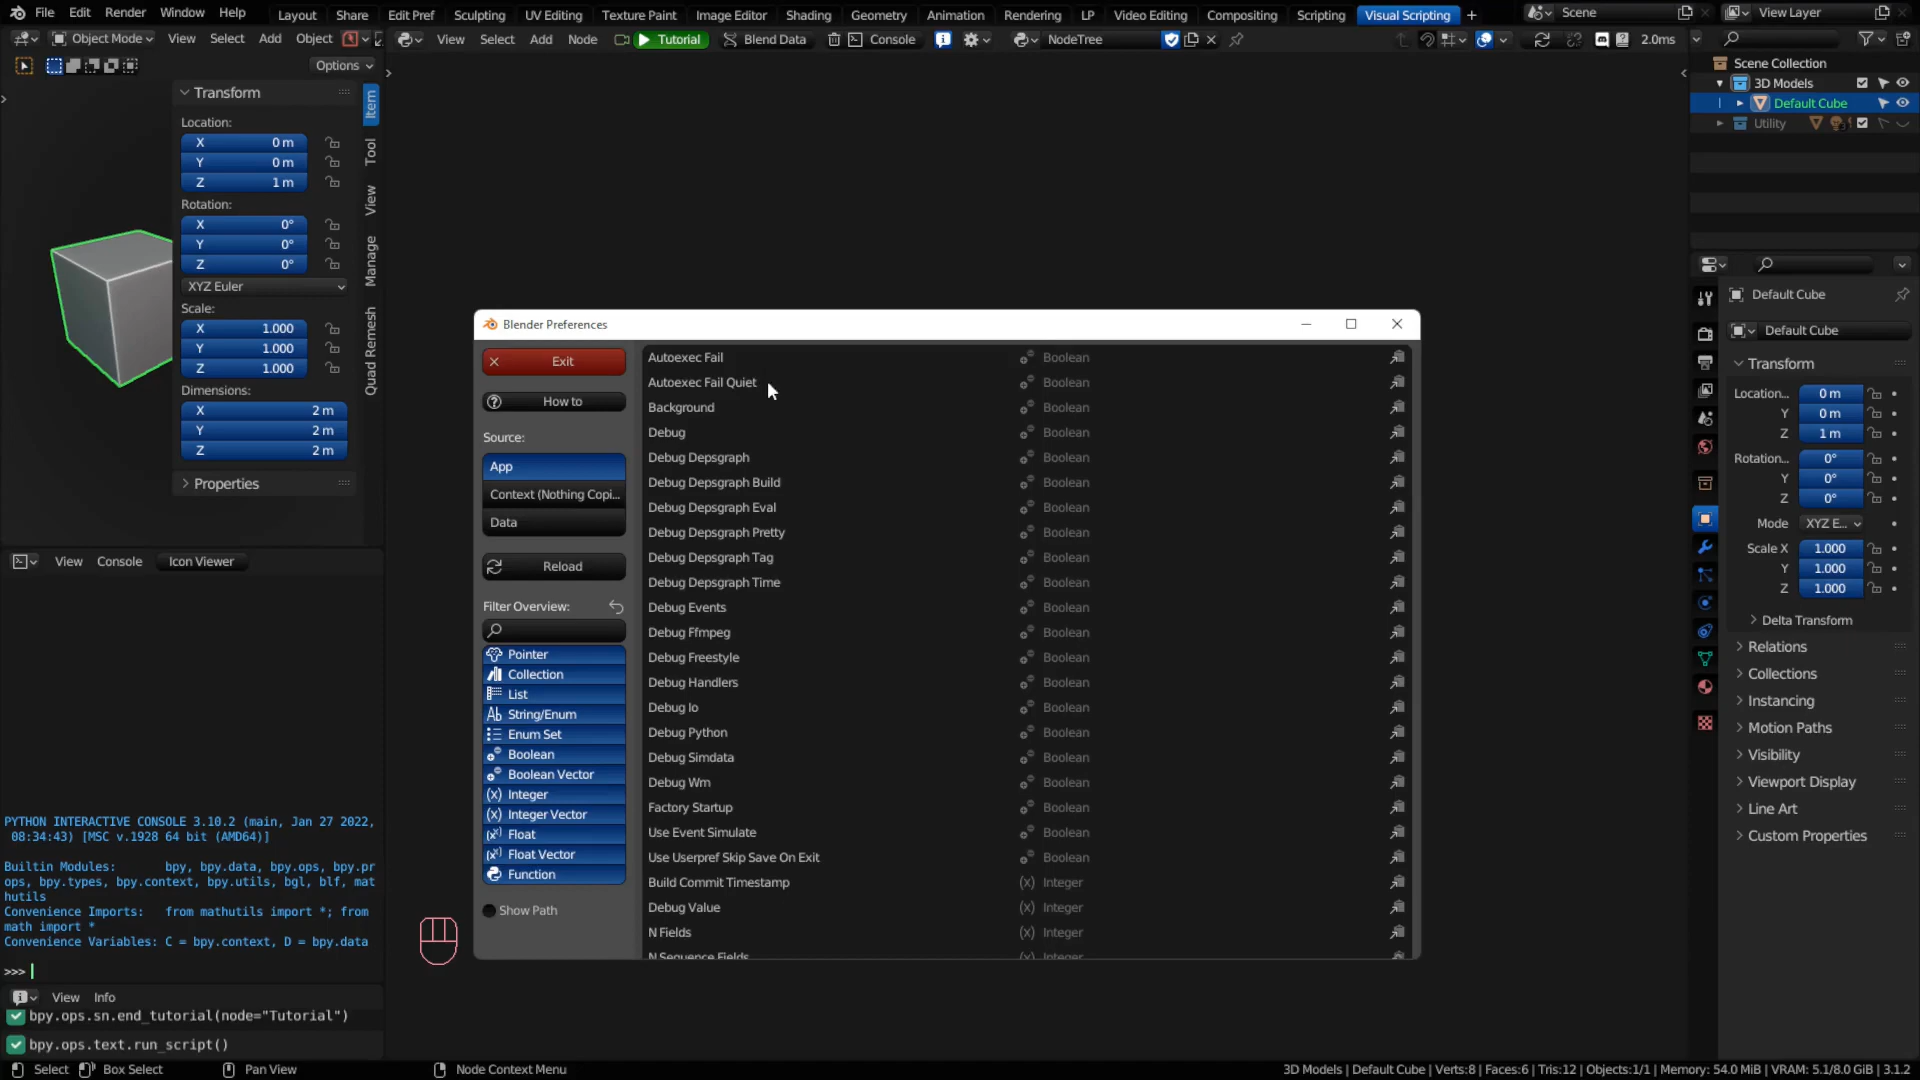 File Edit Render Window Help Layout Share Edit Pref Sculpting UV Editing Texture Paint Image Editor Shading Geometry Animation Rendering LP Video Editing Compositing Scripting Visual Scripting + Scene View Layer
Object Mode View Select Add Object View Select Add Node Tutorial Blend Data Console NodeTree 2.0ms
Options
Transform
Location:
X 0 m
Y 0 m
Z 1 m
Rotation:
X 0°
Y 0°
Z 0°
XYZ Euler
Scale:
X 1.000
Y 1.000
Z 1.000
Dimensions:
X 2 m
Y 2 m
Z 2 m
Properties
Item
Tool
View
Manage
Quad Remesh
View Console Icon Viewer
PYTHON INTERACTIVE CONSOLE 3.10.2 (main, Jan 27 2022,
08:34:43) [MSC v.1928 64 bit (AMD64)]
Builtin Modules: bpy, bpy.data, bpy.ops, bpy.pr
ops, bpy.types, bpy.context, bpy.utils, bgl, blf, mat
hutils
Convenience Imports: from mathutils import *; from
math import *
Convenience Variables: C = bpy.context, D = bpy.data
>>>
View Info
bpy.ops.sn.end_tutorial(node="Tutorial")
bpy.ops.text.run_script()
Blender Preferences
Exit
How to
Source:
App
Context (Nothing Copi...
Data
Reload
Filter Overview:
Pointer
Collection
List
String/Enum
Enum Set
Boolean
Boolean Vector
Integer
Integer Vector
Float
Float Vector
Function
Show Path
Autoexec Fail Boolean
Autoexec Fail Quiet Boolean
Background Boolean
Debug Boolean
Debug Depsgraph Boolean
Debug Depsgraph Build Boolean
Debug Depsgraph Eval Boolean
Debug Depsgraph Pretty Boolean
Debug Depsgraph Tag Boolean
Debug Depsgraph Time Boolean
Debug Events Boolean
Debug Ffmpeg Boolean
Debug Freestyle Boolean
Debug Handlers Boolean
Debug Io Boolean
Debug Python Boolean
Debug Simdata Boolean
Debug Wm Boolean
Factory Startup Boolean
Use Event Simulate Boolean
Use Userpref Skip Save On Exit Boolean
Build Commit Timestamp (x) Integer
Debug Value (x) Integer
N Fields (x) Integer
N Sequence Fields (x) Integer
Scene Collection
3D Models
Default Cube
Utility
Default Cube
Default Cube
Transform
Location... 0 m
Y 0 m
Z 1 m
Rotation... 0°
Y 0°
Z 0°
Mode XYZ E...
Scale X 1.000
Y 1.000
Z 1.000
Delta Transform
Relations
Collections
Instancing
Motion Paths
Visibility
Viewport Display
Line Art
Custom Properties
Select Box Select Pan View Node Context Menu 3D Models | Default Cube | Verts:8 | Faces:6 | Tris:12 | Objects:1/1 | Memory: 54.0 MiB | VRAM: 5.1/8.0 GiB | 3.1.2